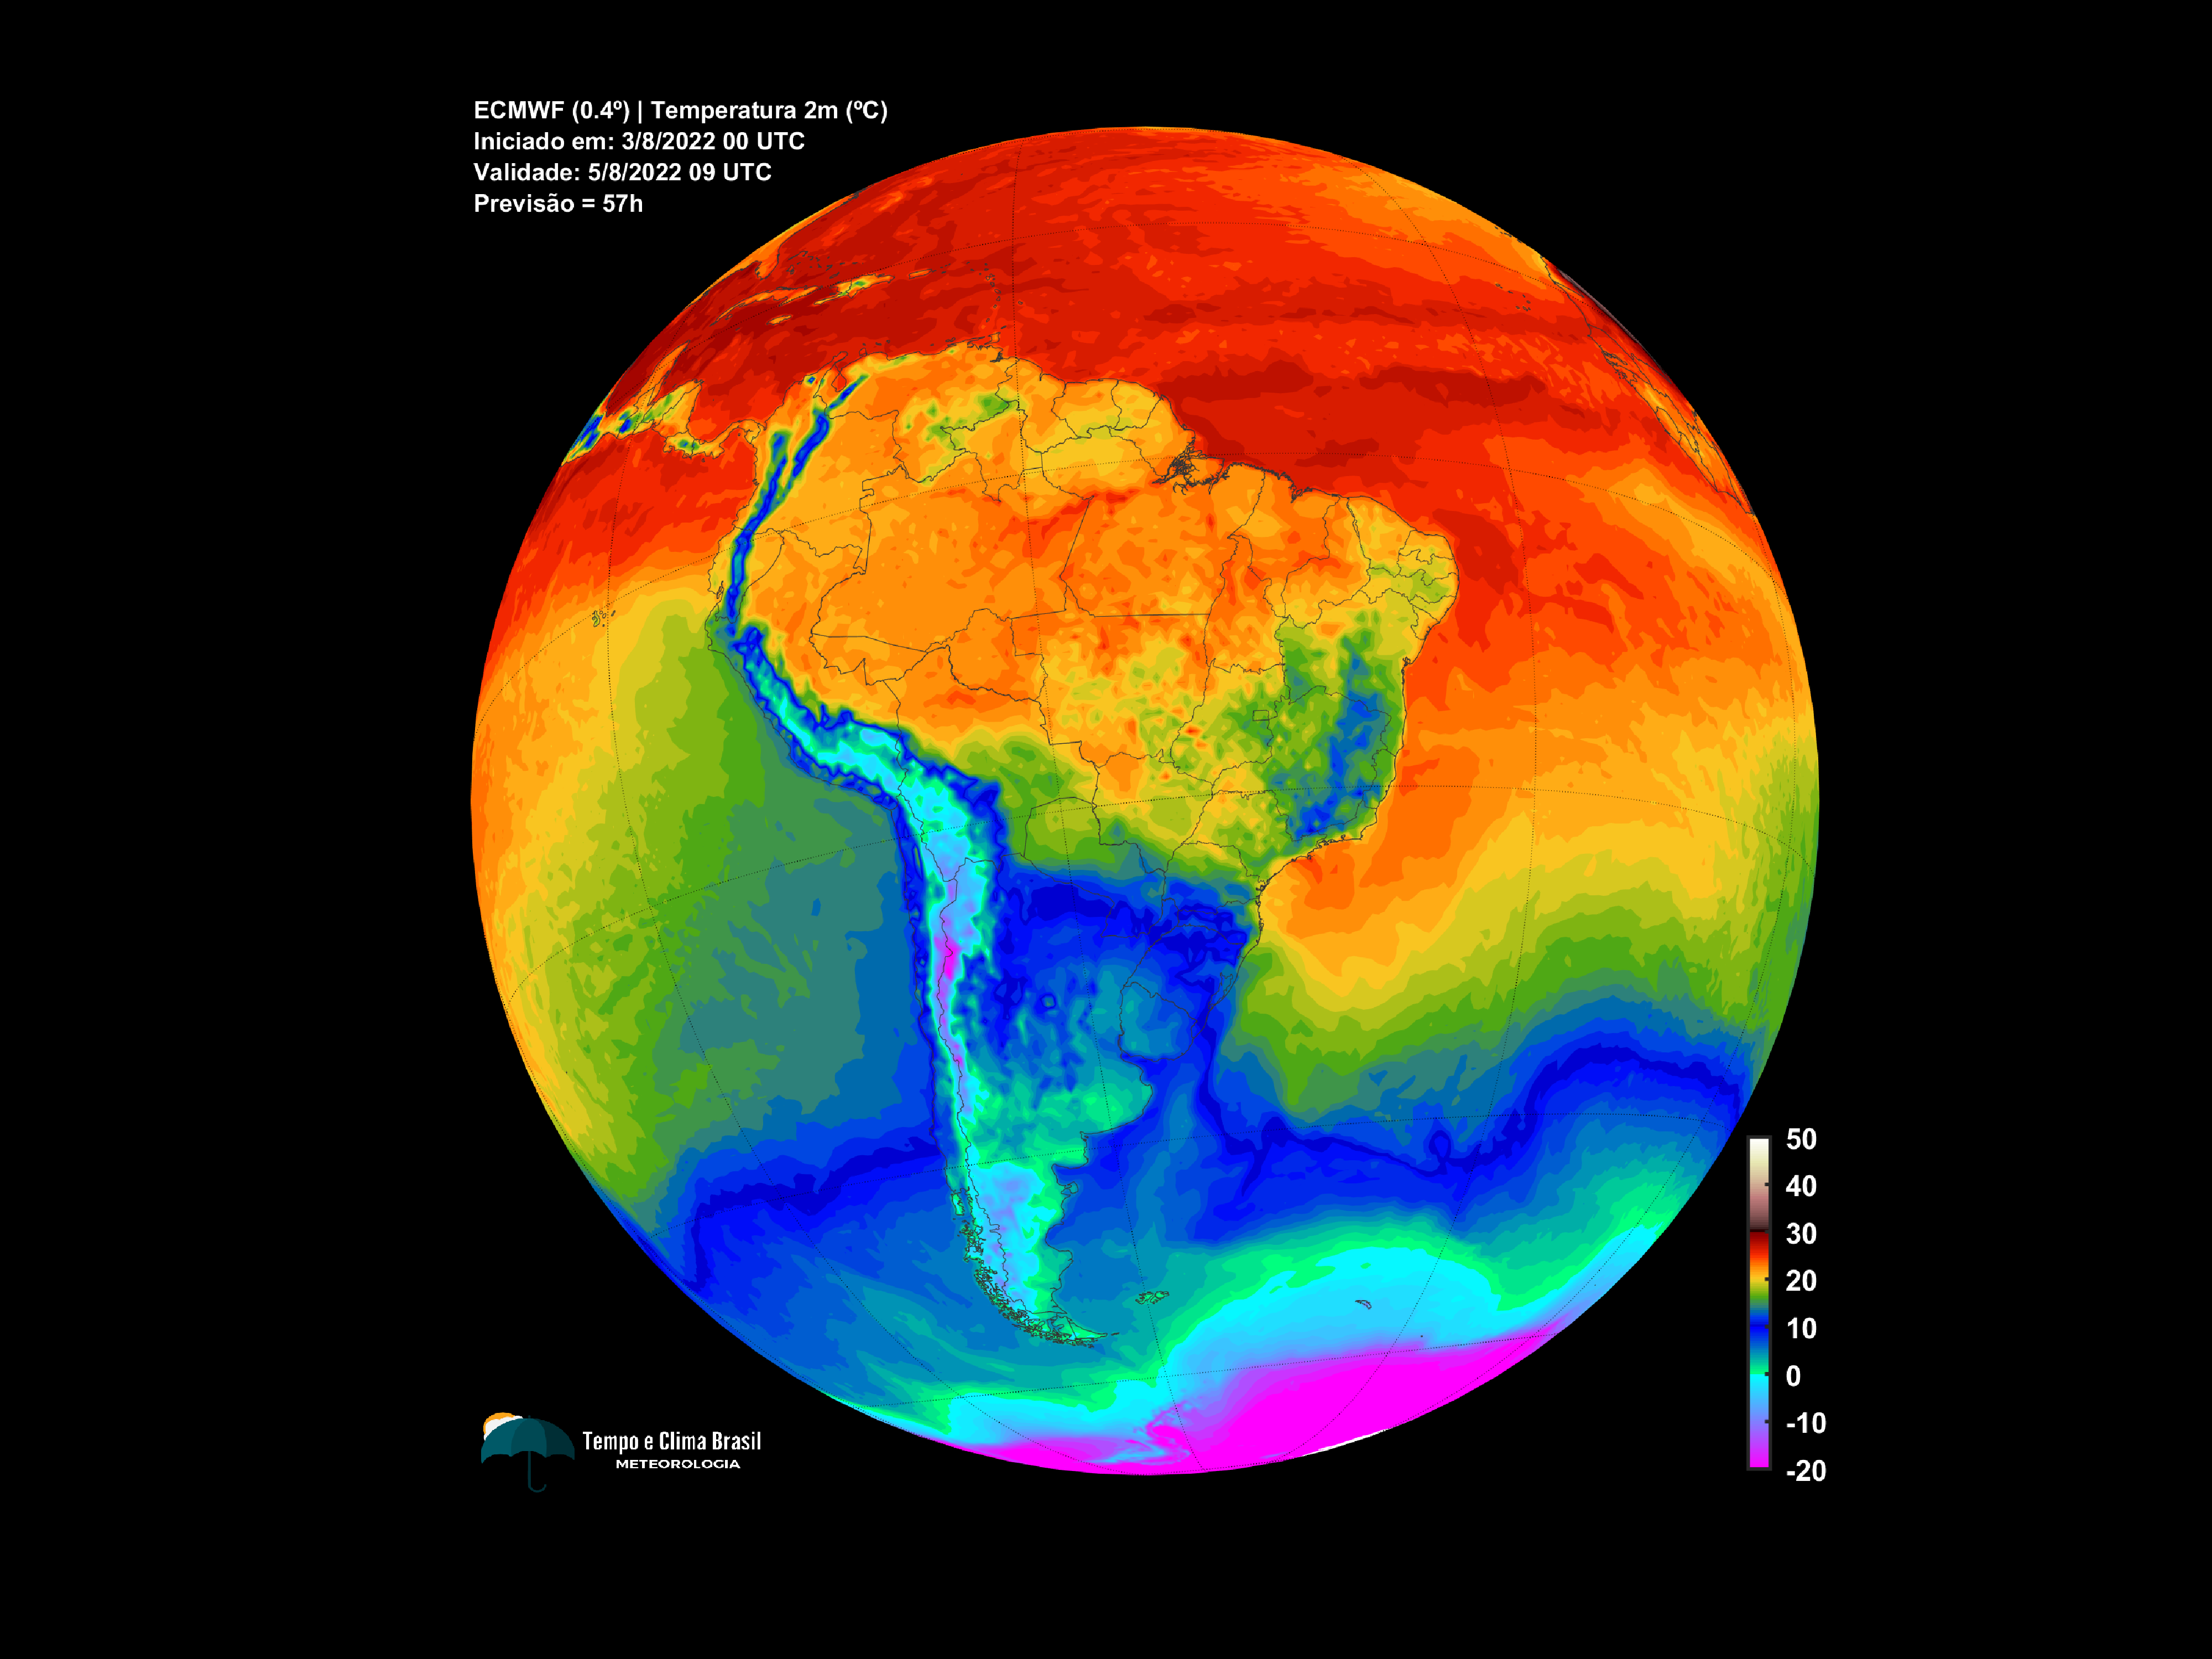 ECMWF (0.4º) | Temperatura 2m (ºC)
Iniciado em: 3/8/2022 00 UTC
Validade: 5/8/2022 09 UTC
Previsão = 57h
50
40
30
20
10
0
-10
-20
Tempo e Clima Brasil
METEOROLOGIA